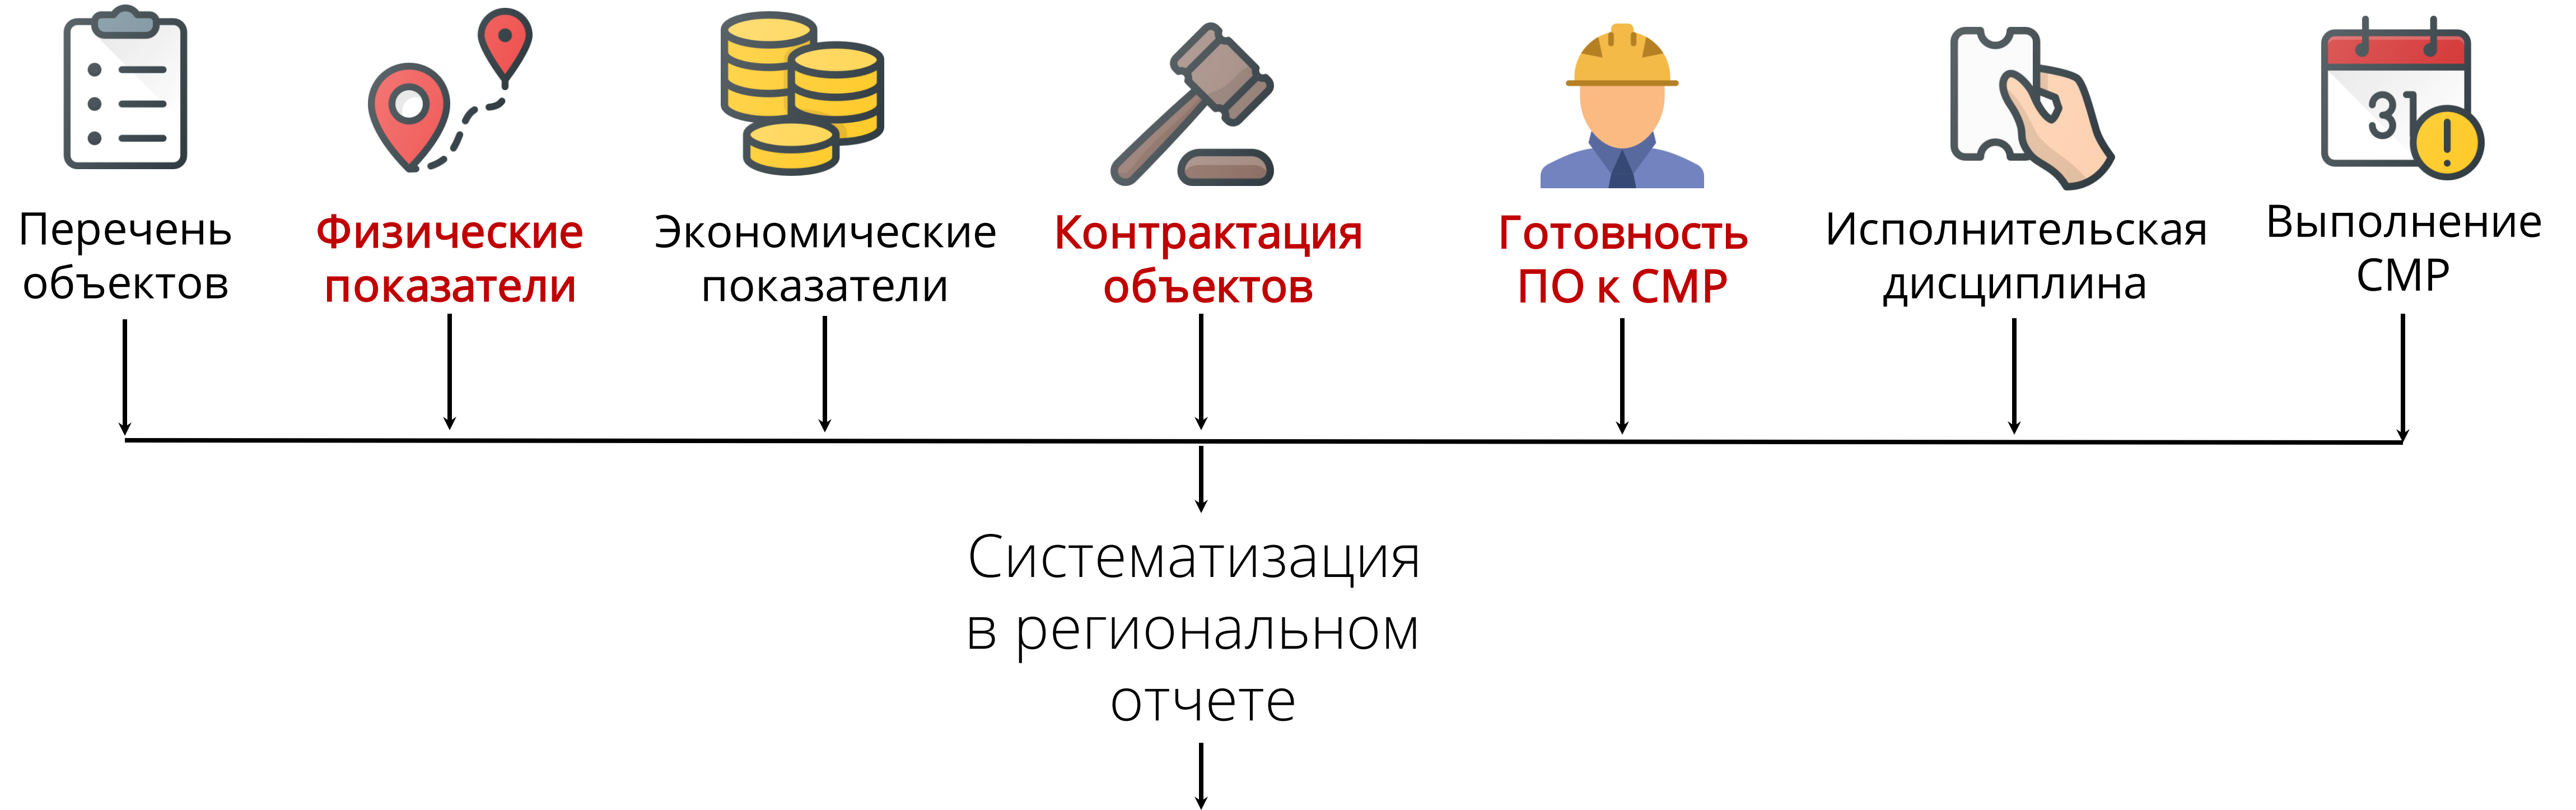 31
Перечень
объектов
Физические
показатели
Экономические
показатели
Контрактация
объектов
Готовность
ПО к СМР
Исполнительская
дисциплина
Выполнение
СМР
Систематизация
в региональном
отчете